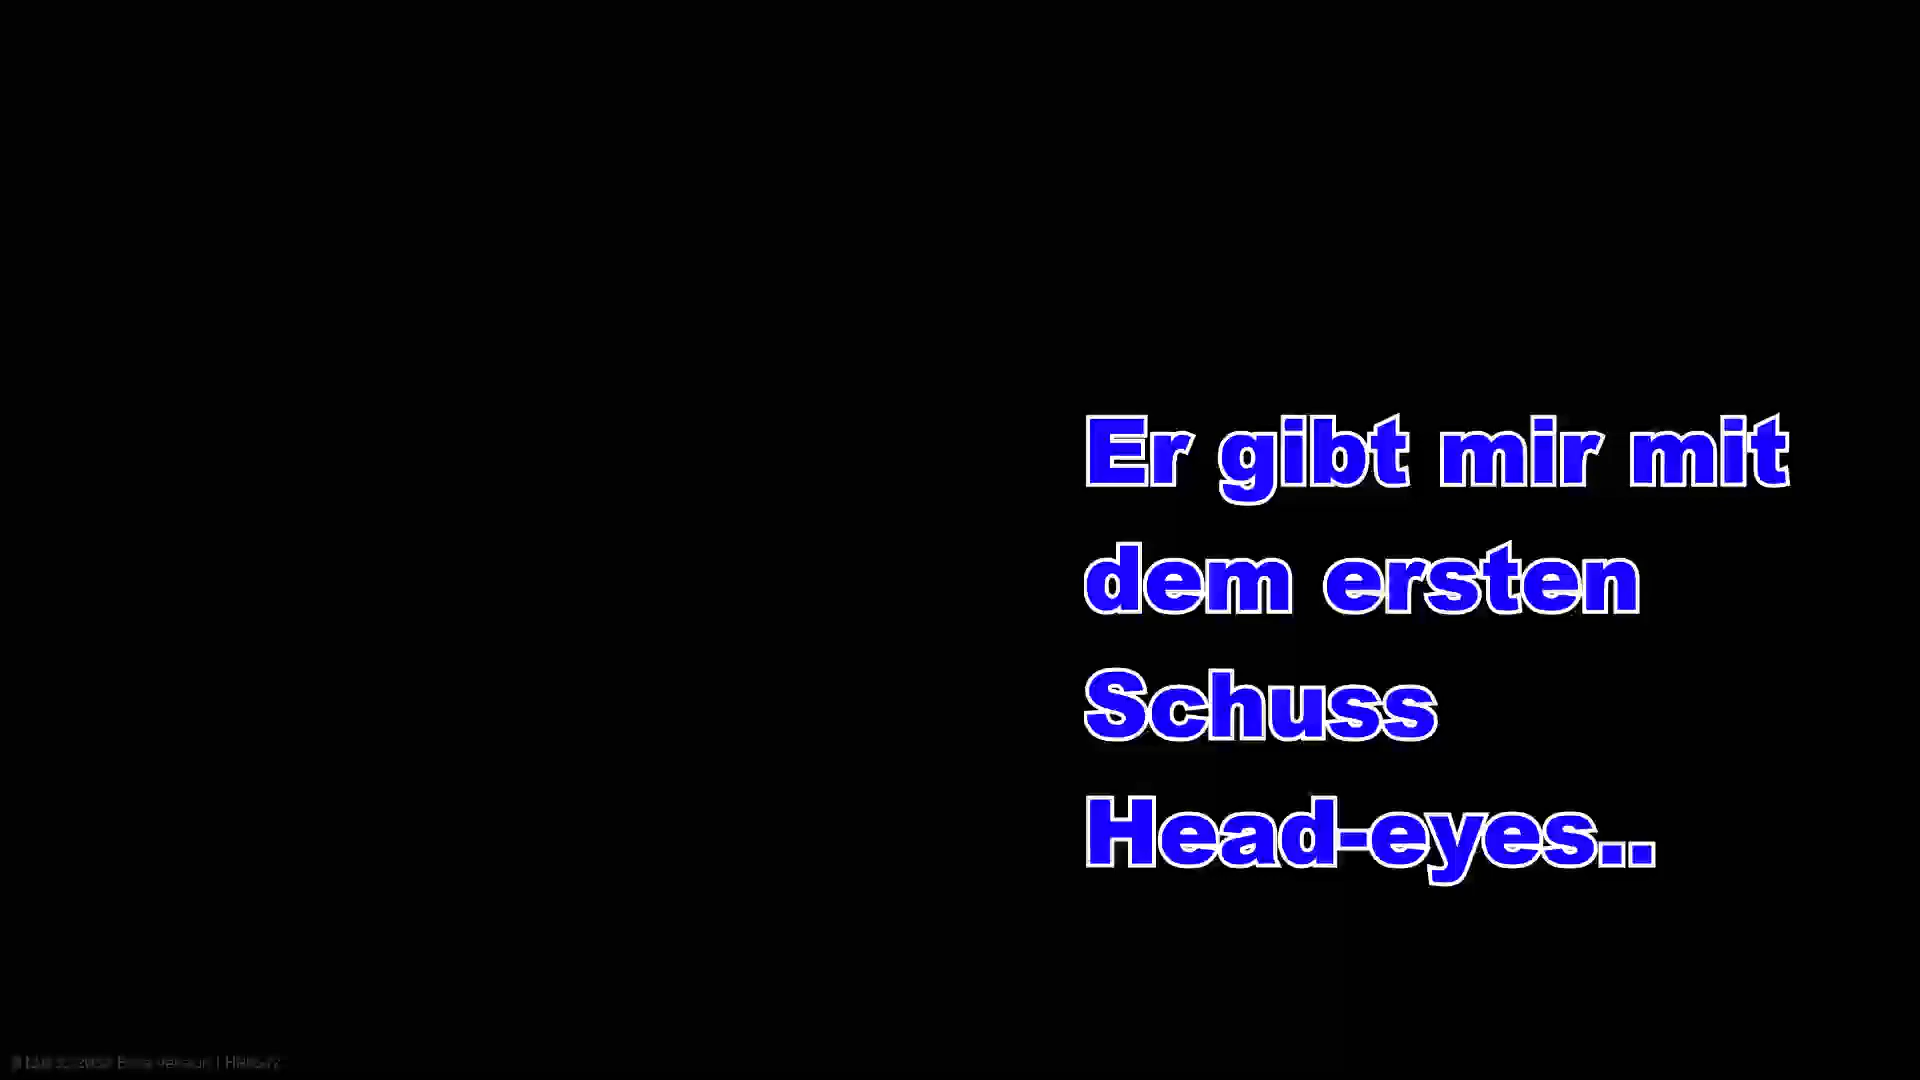 Er gibt mir mit
dem ersten
Schuss
Head-eyes..